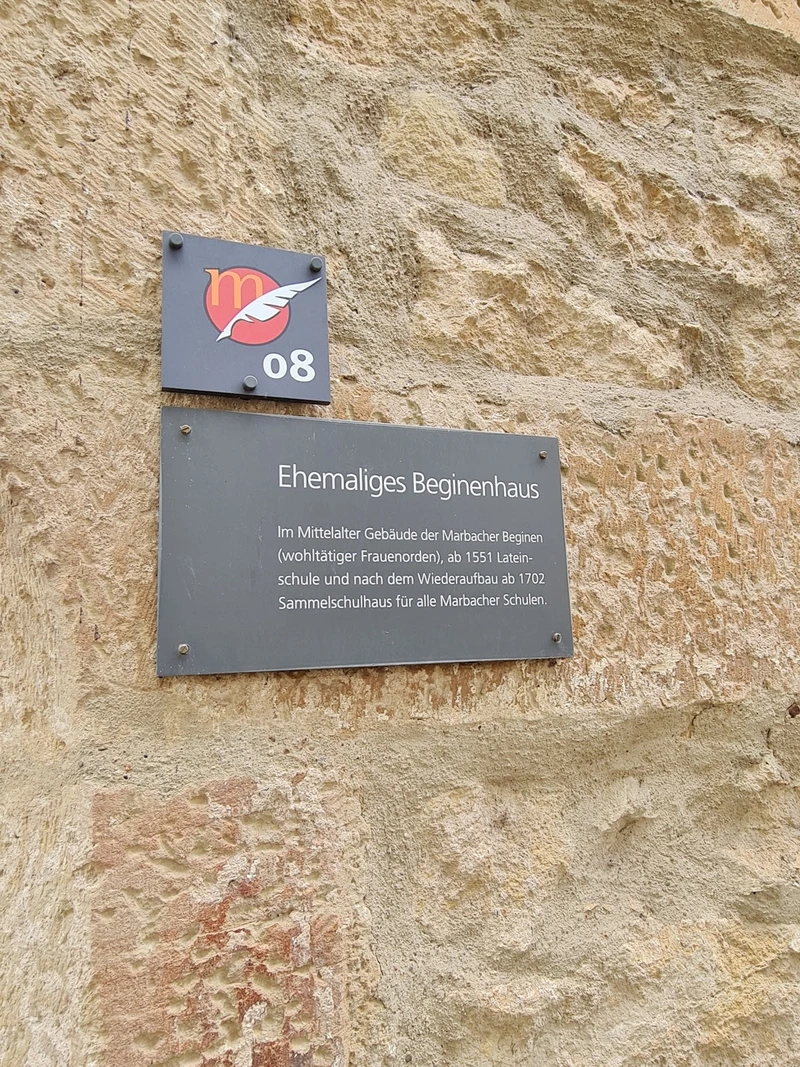 m
08
Ehemaliges Beginenhaus
Im Mittelalter Gebäude der Marbacher Beginen
(wohltätiger Frauenorden), ab 1551 Latein-
schule und nach dem Wiederaufbau ab 1702
Sammelschulhaus für alle Marbacher Schulen.